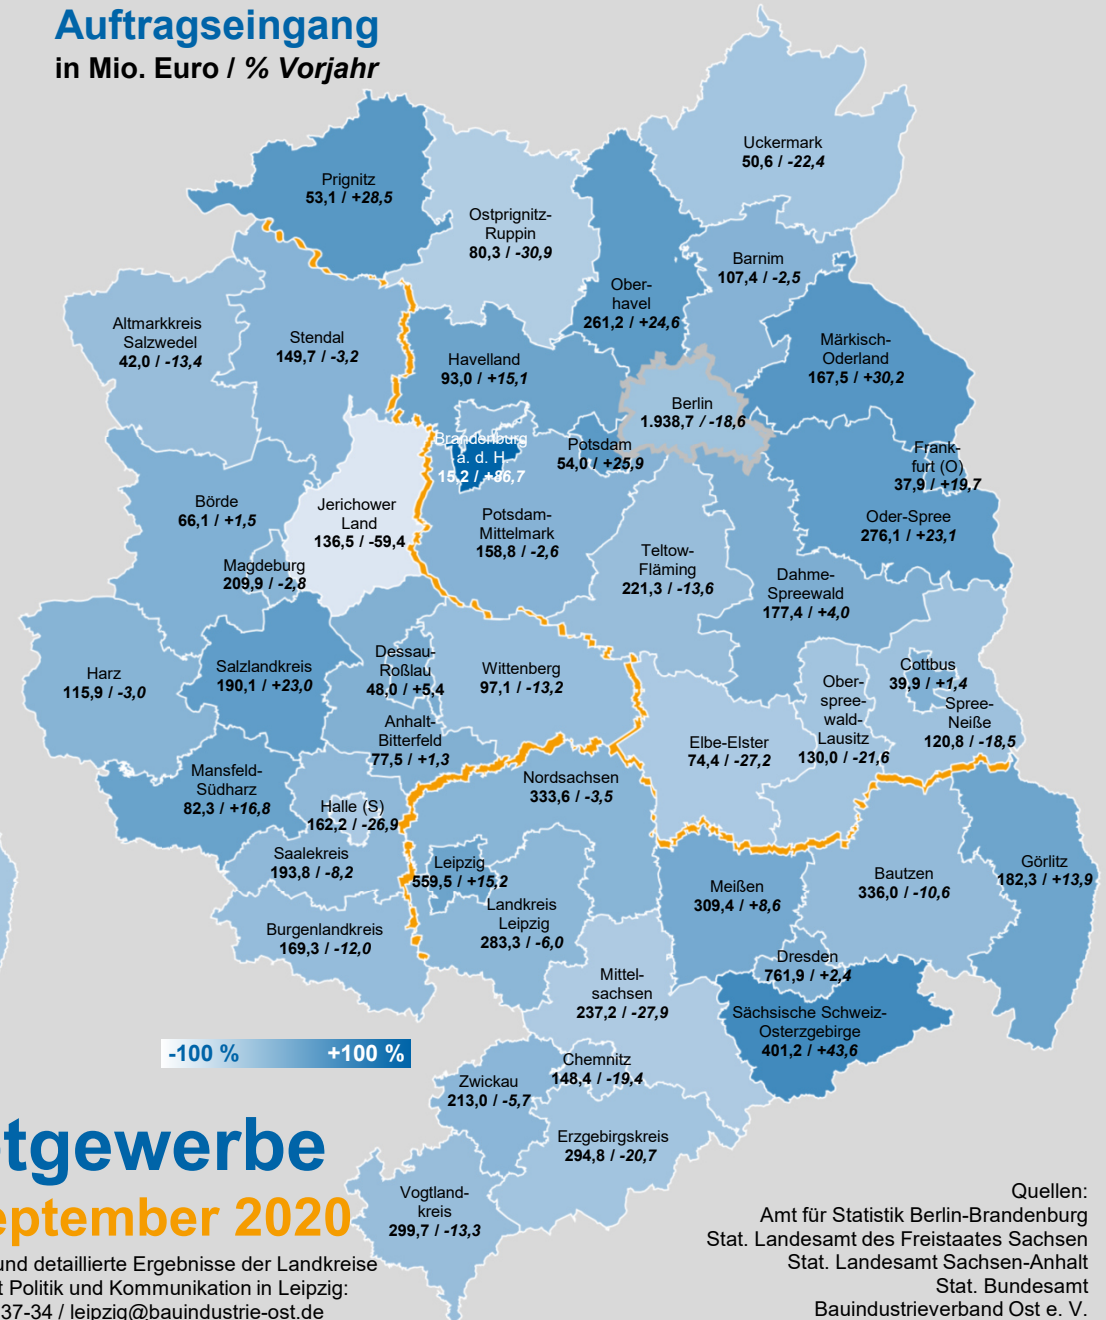 Auftragseingang
in Mio. Euro / % Vorjahr
Uckermark
50,6 / -22,4
Prignitz
53,1 / +28,5
Ostprignitz-
Ruppin
80,3 / -30,9
Barnim
107,4 / -2,5
Ober-
havel
261,2 / +24,6
Altmarkkreis
Salzwedel
42,0 / -13,4
Stendal
149,7 / -3,2
Havelland
93,0 / +15,1
Märkisch-
Oderland
167,5 / +30,2
Berlin
1.938,7 / -18,6
Brandenburg
a. d. H.
15,2 / +86,7
Potsdam
54,0 / +25,9
Frank-
furt (O)
37,9 / +19,7
Börde
66,1 / +1,5
Jerichower
Land
136,5 / -59,4
Potsdam-
Mittelmark
158,8 / -2,6
Oder-Spree
276,1 / +23,1
Teltow-
Fläming
221,3 / -13,6
Magdeburg
209,9 / -2,8
Dahme-
Spreewald
177,4 / +4,0
Harz
115,9 / -3,0
Salzlandkreis
190,1 / +23,0
Dessau-
Roßlau
48,0 / +5,4
Wittenberg
97,1 / -13,2
Cottbus
39,9 / +1,4
Ober-
spree-
wald-
Lausitz
130,0 / -21,6
Spree-
Neiße
120,8 / -18,5
Anhalt-
Bitterfeld
77,5 / +1,3
Elbe-Elster
74,4 / -27,2
Mansfeld-
Südharz
82,3 / +16,8
Nordsachsen
333,6 / -3,5
Halle (S)
162,2 / -26,9
Saalekreis
193,8 / -8,2
Leipzig
559,5 / +15,2
Meißen
309,4 / +8,6
Bautzen
336,0 / -10,6
Görlitz
182,3 / +13,9
Landkreis
Leipzig
283,3 / -6,0
Burgenlandkreis
169,3 / -12,0
Dresden
761,9 / +2,4
Mittel-
sachsen
237,2 / -27,9
Sächsische Schweiz-
Osterzgebirge
401,2 / +43,6
-100 % +100 %
Chemnitz
148,4 / -19,4
Zwickau
213,0 / -5,7
Erzgebirgskreis
294,8 / -20,7
Vogtland-
kreis
299,7 / -13,3
tgewerbe
eptember 2020
und detaillierte Ergebnisse der Landkreise
t Politik und Kommunikation in Leipzig:
37-34 / leipzig@bauindustrie-ost.de
Quellen:
Amt für Statistik Berlin-Brandenburg
Stat. Landesamt des Freistaates Sachsen
Stat. Landesamt Sachsen-Anhalt
Stat. Bundesamt
Bauindustrieverband Ost e. V.